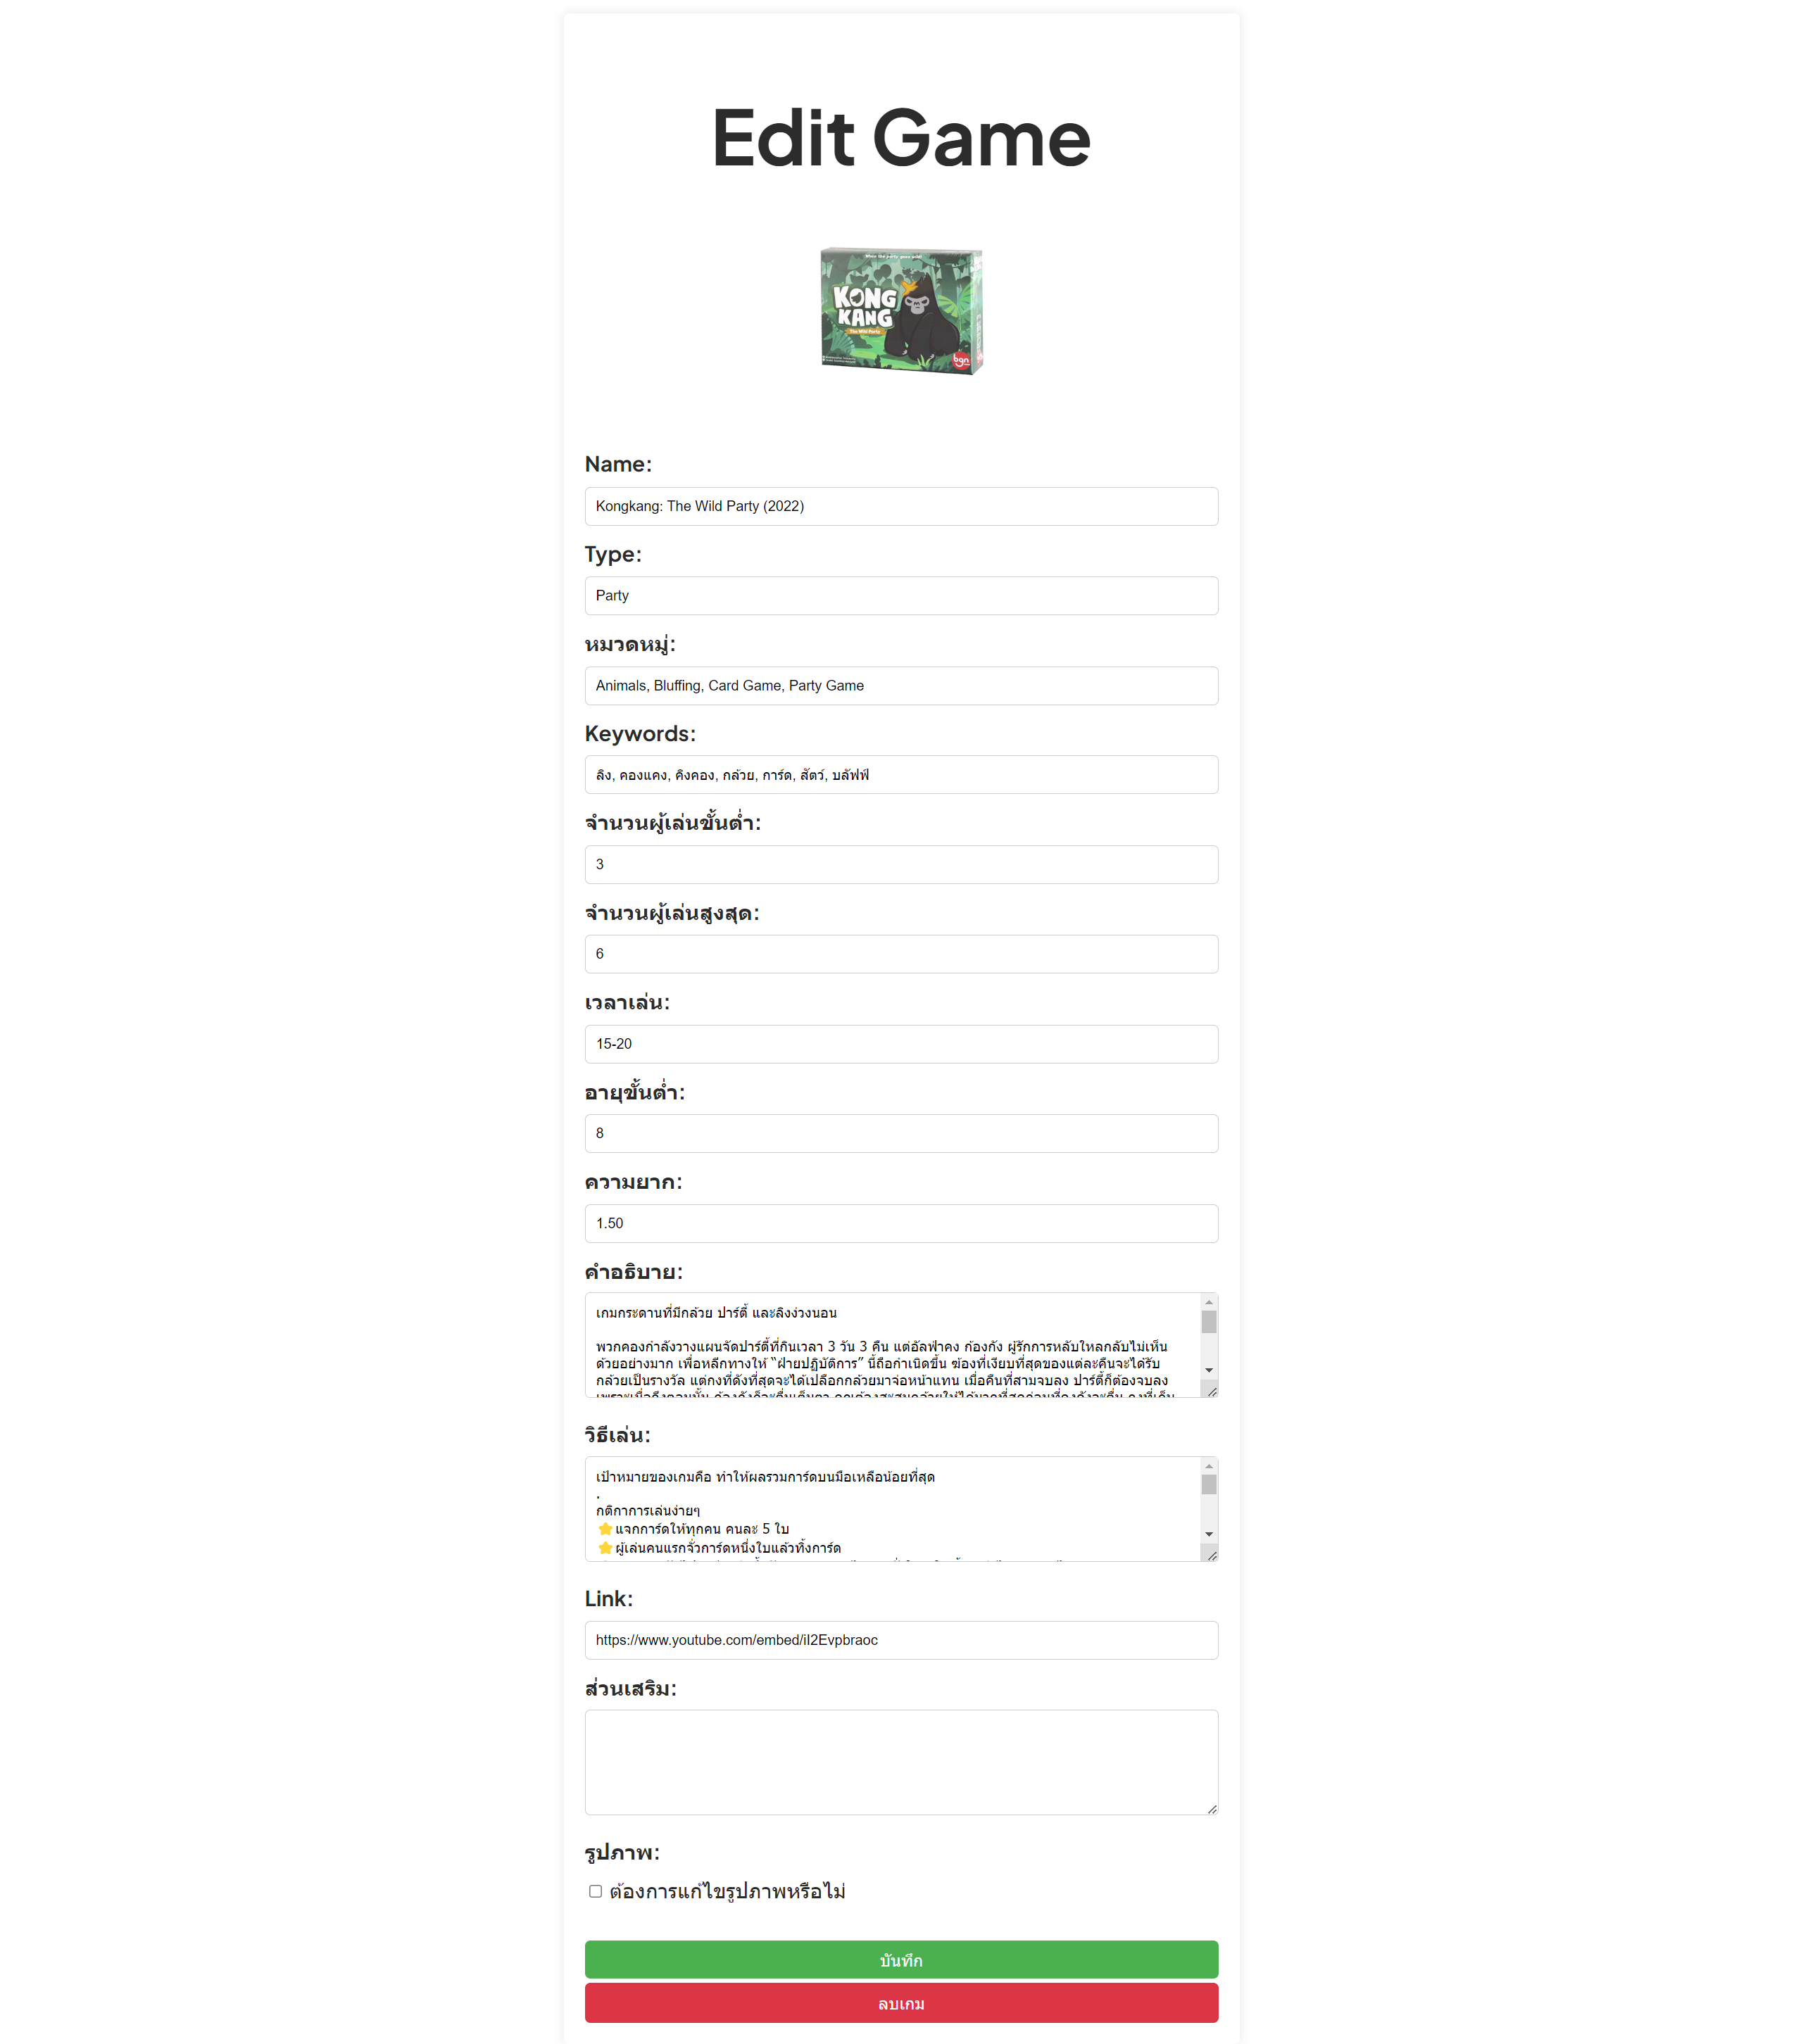 Edit Game
KONG
KANG
The Wild Party
bgn
Name:
Kongkang: The Wild Party (2022)
Type:
Party
หมวดหมู่:
Animals, Bluffing, Card Game, Party Game
Keywords:
ลิง, คองแคง, คิงคอง, กล้วย, การ์ด, สัตว์, บลัฟฟ์
จำนวนผู้เล่นขั้นต่ำ:
3
จำนวนผู้เล่นสูงสุด:
6
เวลาเล่น:
15-20
อายุขั้นต่ำ:
8
ความยาก:
1.50
คำอธิบาย:
เกมกระดานที่มีกล้วย ปาร์ตี้ และลิงง่วงนอน
พวกคองกำลังวางแผนจัดปาร์ตี้ที่กินเวลา 3 วัน 3 คืน แต่อัลฟ่าคง ก้องกัง ผู้รักการหลับใหลกลับไม่เห็น
ด้วยอย่างมาก เพื่อหลีกทางให้ “ฝ่ายปฏิบัติการ” นี้ถือกำเนิดขึ้น ฆ้องที่เงียบที่สุดของแต่ละคืนจะได้รับ
กล้วยเป็นรางวัล แต่กงที่ดังที่สุดจะได้เปลือกกล้วยมาจ่อหน้าแทน เมื่อคืนที่สามจบลง ปาร์ตี้ก็ต้องจบลง
วิธีเล่น:
เป้าหมายของเกมคือ ทำให้ผลรวมการ์ดบนมือเหลือน้อยที่สุด
.
กติกาการเล่นง่ายๆ
⭐แจกการ์ดให้ทุกคน คนละ 5 ใบ
⭐ผู้เล่นคนแรกจั่วการ์ดหนึ่งใบแล้วทิ้งการ์ด
Link:
https://www.youtube.com/embed/iI2Evpbraoc
ส่วนเสริม:
รูปภาพ:
ต้องการแก้ไขรูปภาพหรือไม่
บันทึก
ลบเกม